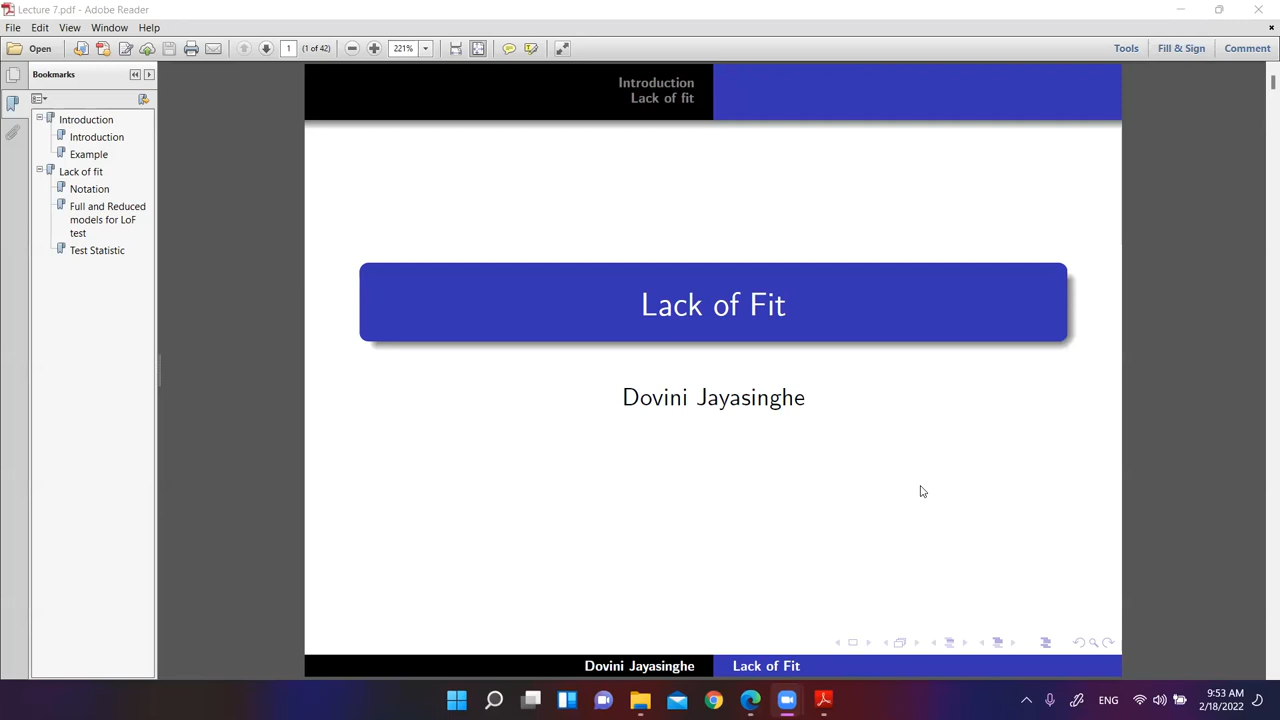 Lecture 7.pdf - Adobe Reader
File Edit View Window Help
Open 1 (1 of 42) 221% Tools Fill & Sign Comment
Bookmarks
Introduction
Introduction
Example
Lack of fit
Notation
Full and Reduced
models for LoF
test
Test Statistic
Introduction
Lack of fit
Lack of Fit
Dovini Jayasinghe
Dovini Jayasinghe Lack of Fit
ENG
9:53 AM
2/18/2022